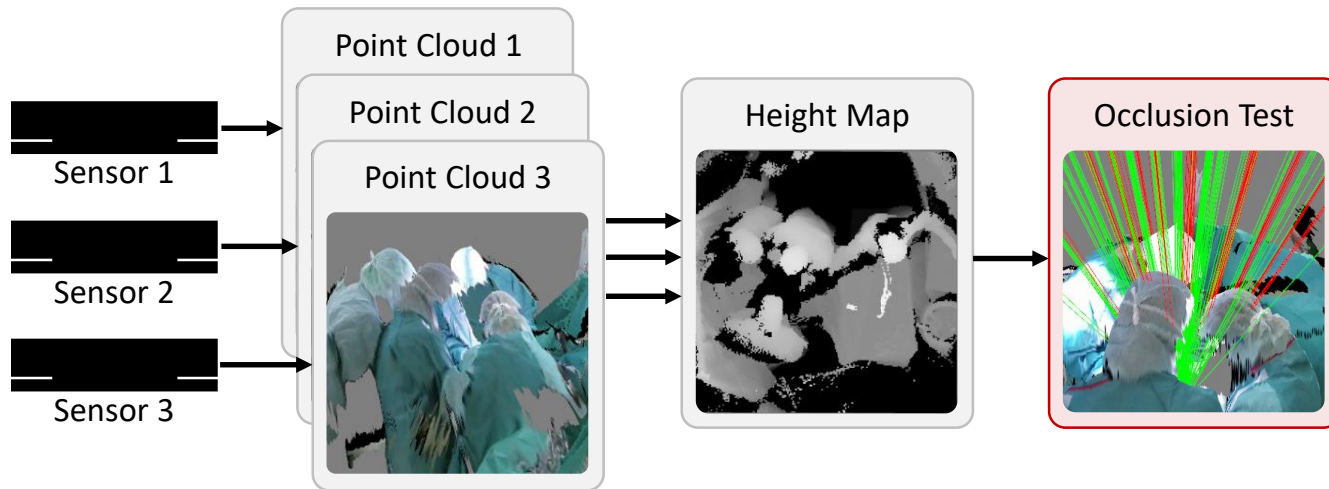 Point Cloud 1
Point Cloud 2
Point Cloud 3
Sensor 1
Sensor 2
Sensor 3
Height Map
Occlusion Test